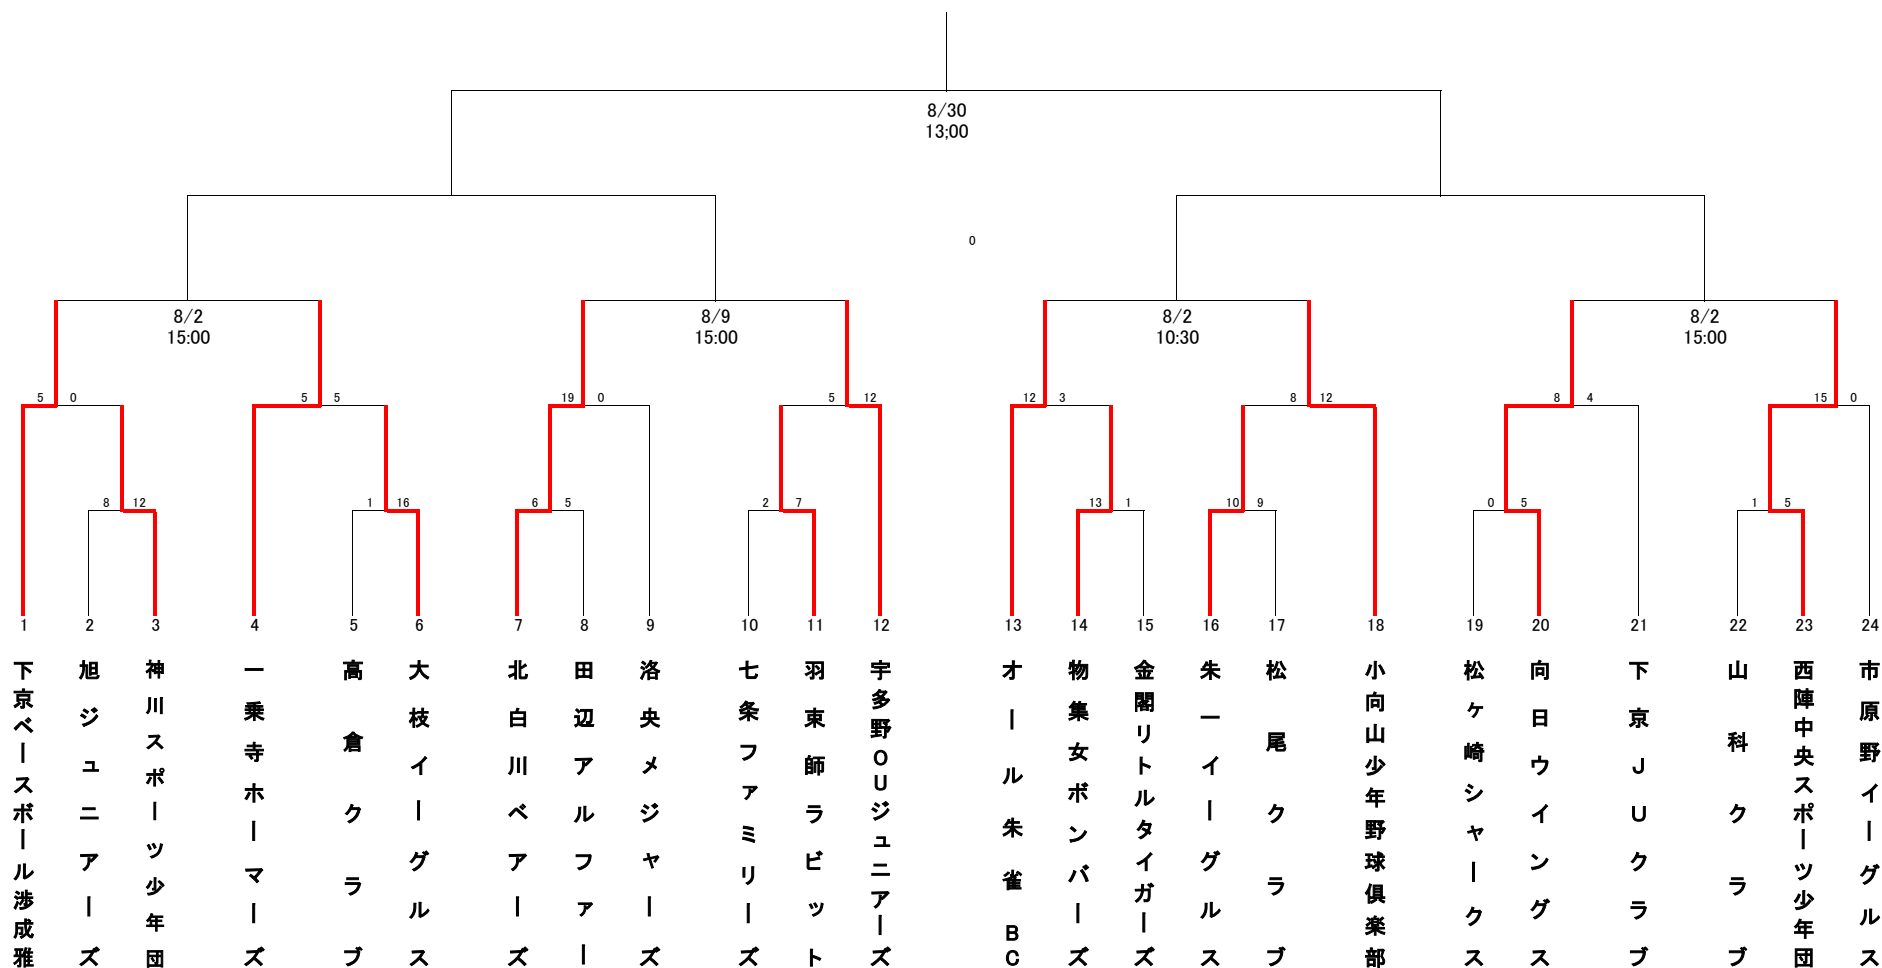 8/30
13;00
0
8/2
15:00
8/9
15:00
8/2
10:30
8/2
15:00
5 0 5 5 19 0 5 12 12 3 8 12 8 4 15 0
8 12 1 16 6 5 2 7 13 1 10 9 0 5 1 5
1 2 3 4 5 6 7 8 9 10 11 12 13 14 15 16 17 18 19 20 21 22 23 24
下京ベースボール渉成雅
旭ジュニアーズ
神川スポーツ少年団
一乗寺ホーマーズ
高倉クラブ
大枝イーグルス
北白川ベアーズ
田辺アルファー
洛央メジャーズ
七条ファミリーズ
羽束師ラビット
宇多野OUジュニアーズ
オール朱雀BC
物集女ボンバーズ
金閣リトルタイガーズ
朱一イーグルス
松尾クラブ
小向山少年野球倶楽部
松ヶ崎シャークス
向日ウイングス
下京JUクラブ
山科クラブ
西陣中央スポーツ少年団
市原野イーグルス